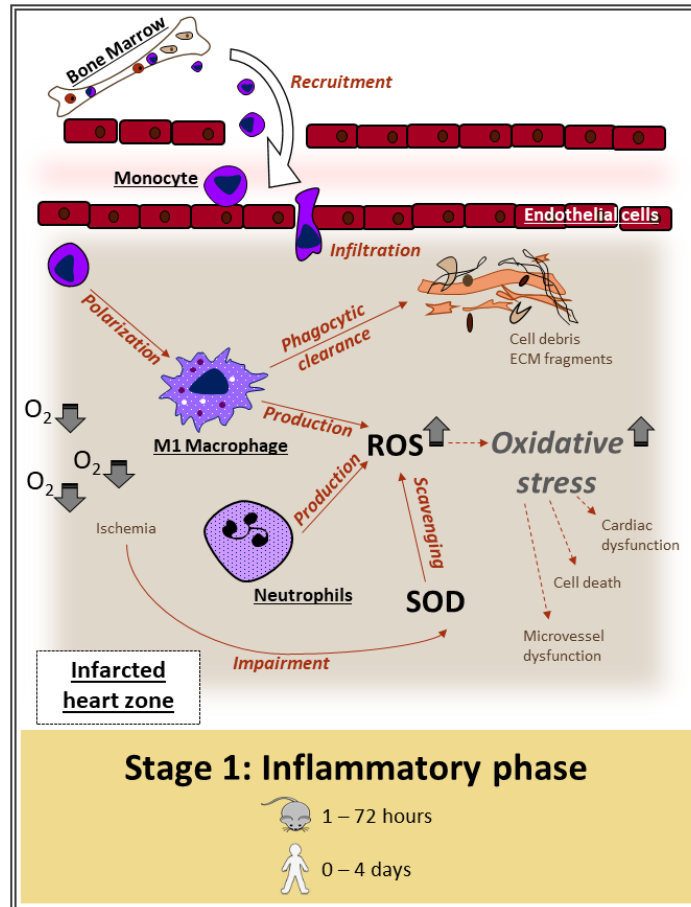 Bone Marrow
Recruitment
Monocyte
Endothelial cells
Infiltration
Polarization
Phagocytic
clearance
Cell debris
ECM fragments
O2
M1 Macrophage
Production
ROS
Oxidative
stress
O2
O2
Ischemia
Production
Scavenging
Cardiac
dysfunction
Neutrophils
SOD
Cell death
Microvessel
dysfunction
Impairment
Infarcted
heart zone
Stage 1: Inflammatory phase
1 – 72 hours
0 – 4 days